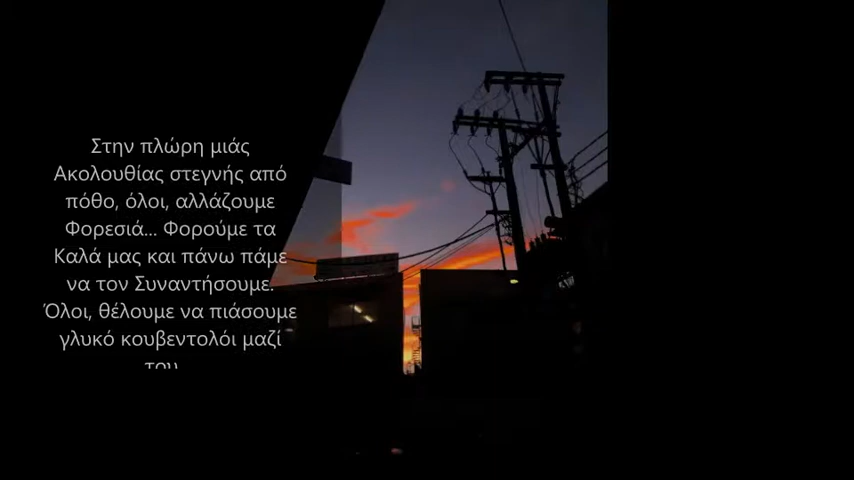 Στην πλώρη μιάς
Ακολουθίας στεγνής από
πόθο, όλοι, αλλάζουμε
Φορεσιά... Φορούμε τα
Καλά μας και πάνω πάμε
να τον Συναντήσουμε.
Όλοι, θέλουμε να πιάσουμε
γλυκό κουβεντολόι μαζί
του